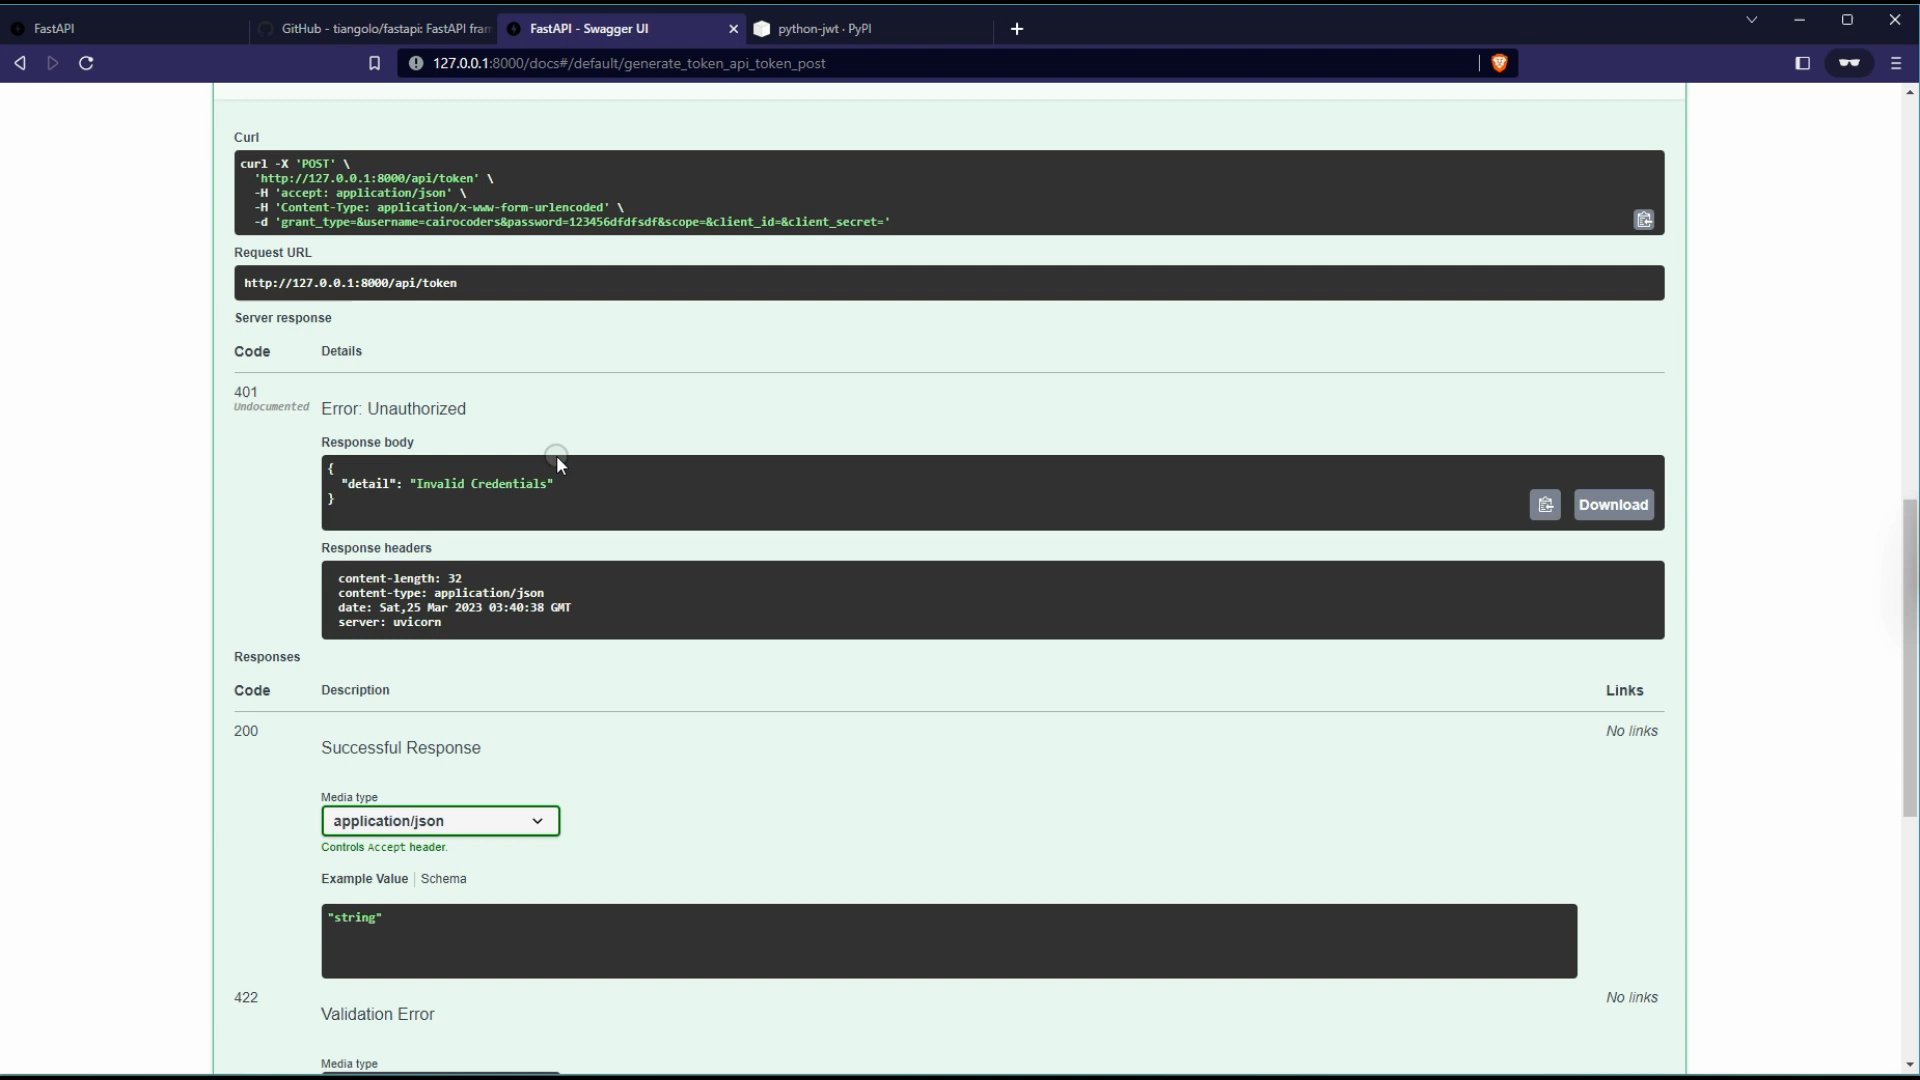 FastAPI
GitHub - tiangolo/fastapi: FastAPI fram
FastAPI - Swagger UI
python-jwt · PyPI
127.0.0.1:8000/docs#/default/generate_token_api_token_post
Curl
curl -X 'POST' \
'http://127.0.0.1:8000/api/token' \
-H 'accept: application/json' \
-H 'Content-Type: application/x-www-form-urlencoded' \
-d 'grant_type=&username=cairocoders&password=123456dfdfsdf&scope=&client_id=&client_secret='
Request URL
http://127.0.0.1:8000/api/token
Server response
Code Details
401
Undocumented
Error: Unauthorized
Response body
{
"detail": "Invalid Credentials"
}
Download
Response headers
content-length: 32
content-type: application/json
date: Sat,25 Mar 2023 03:40:38 GMT
server: uvicorn
Responses
Code Description Links
200 No links
Successful Response
Media type
application/json
Controls Accept header.
Example Value Schema
"string"
422 No links
Validation Error
Media type